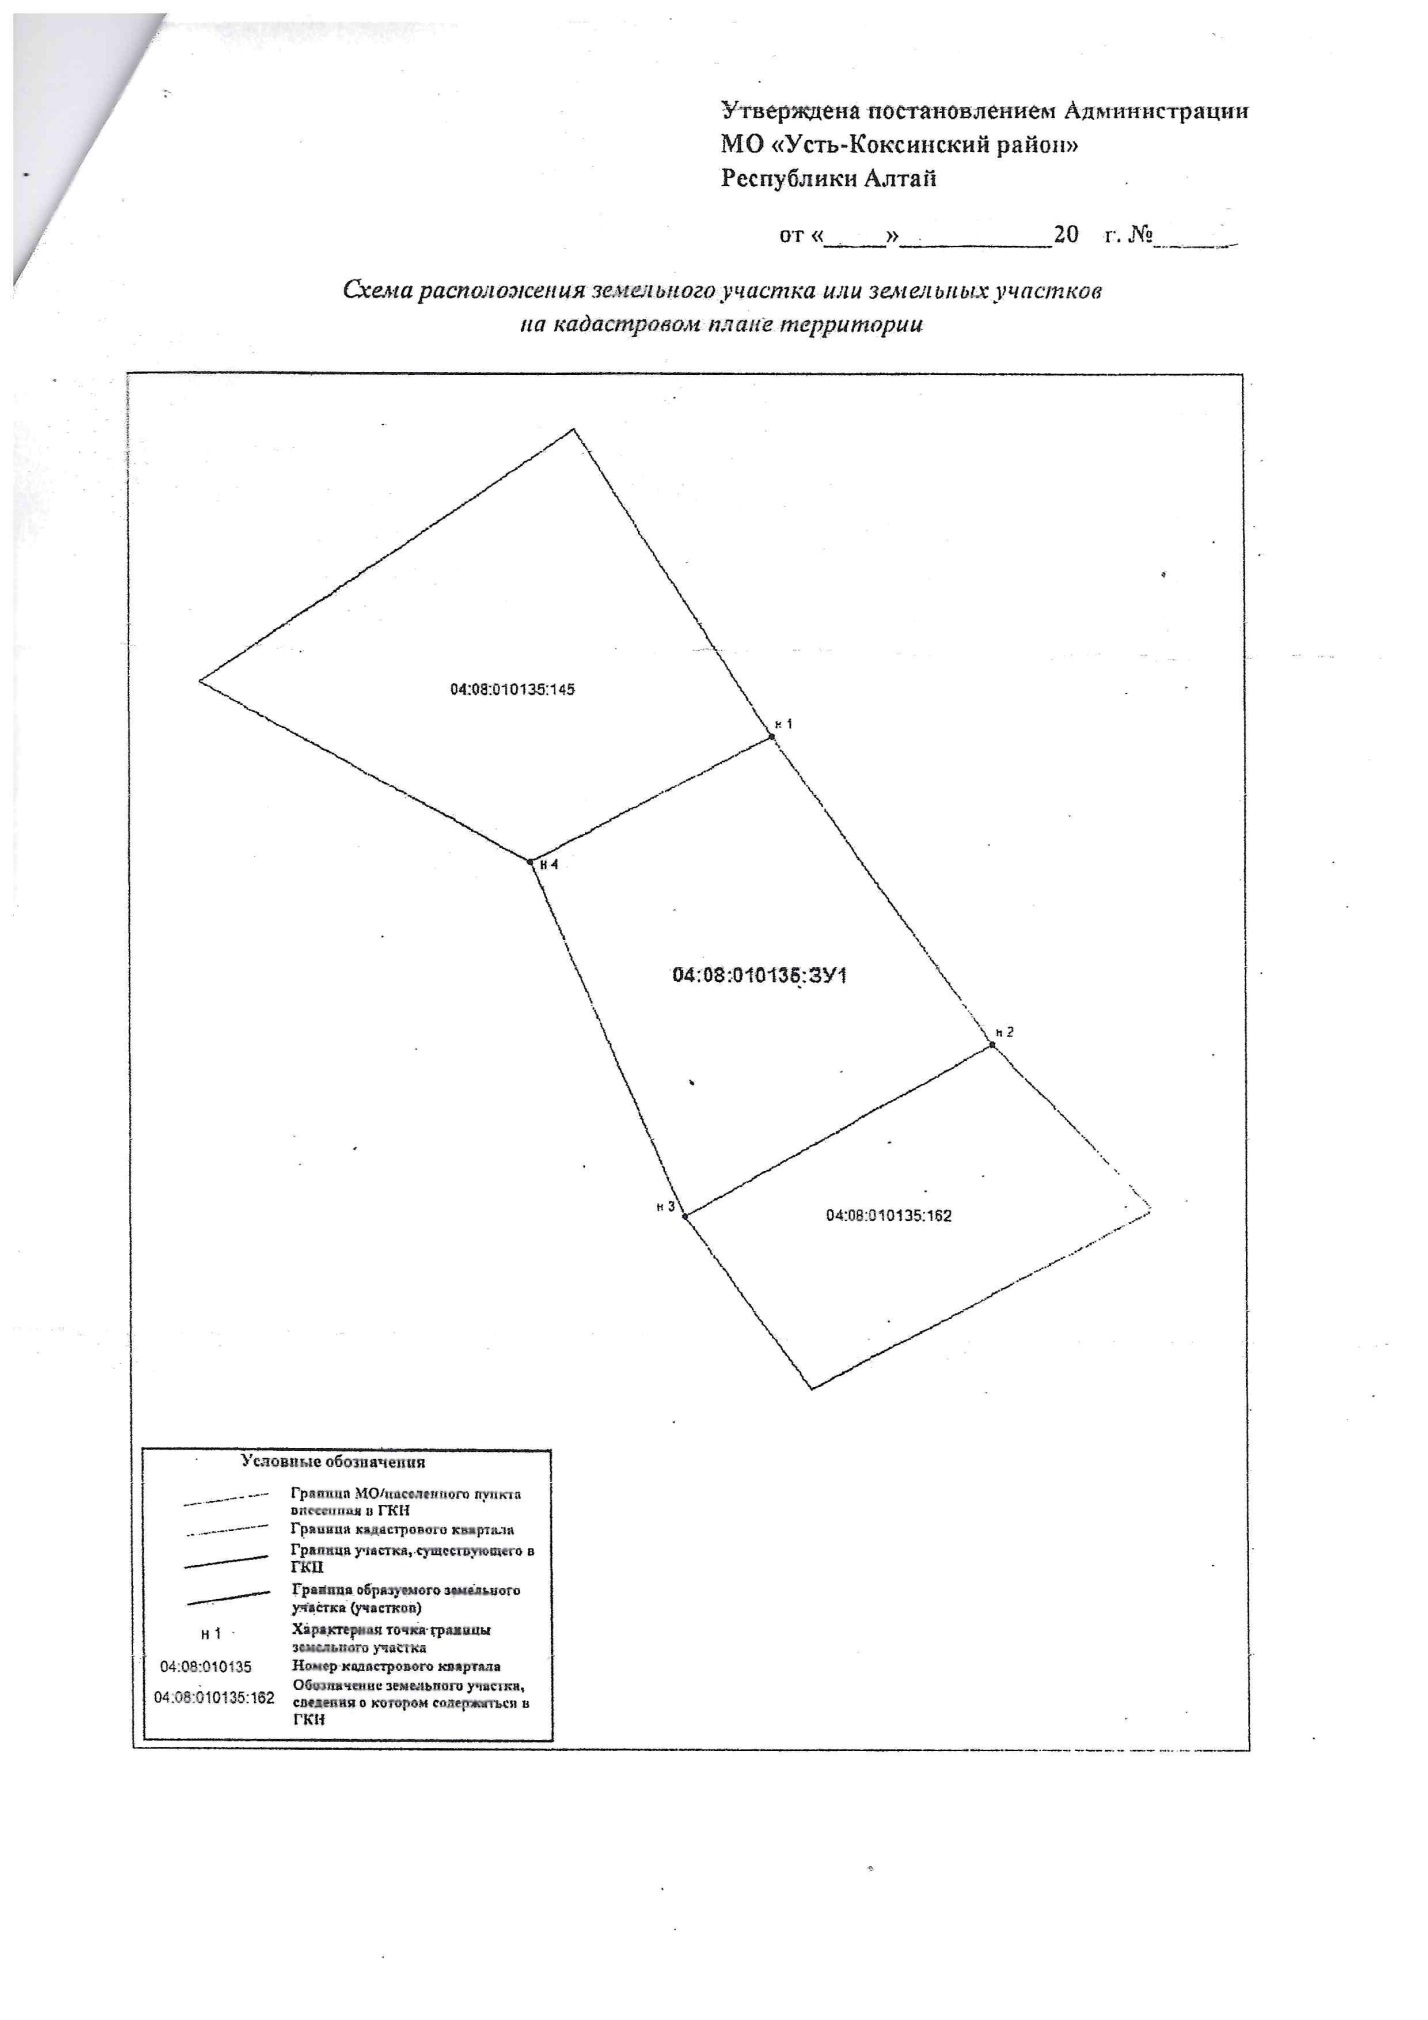 Утверждена постановлением Администрации
МО «Усть-Коксинский район»
Республики Алтай
от «_____»____________20 г. №______
Схема расположения земельного участка или земельных участков
на кадастровом плане территории
04:08:010135:145
н 1
н 4
04:08:010135:ЗУ1
н 2
н 3
04:08:010135:162
Условные обозначения
Граница МО/населенного пункта
внесенная в ГКН
Граница кадастрового квартала
Граница участка, существующего в
ГКН
Граница образуемого земельного
участка (участков)
н 1
Характерная точка границы
земельного участка
04:08:010135
Номер кадастрового квартала
04:08:010135:162
Обозначение земельного участка,
сведения о котором содержаться в
ГКН